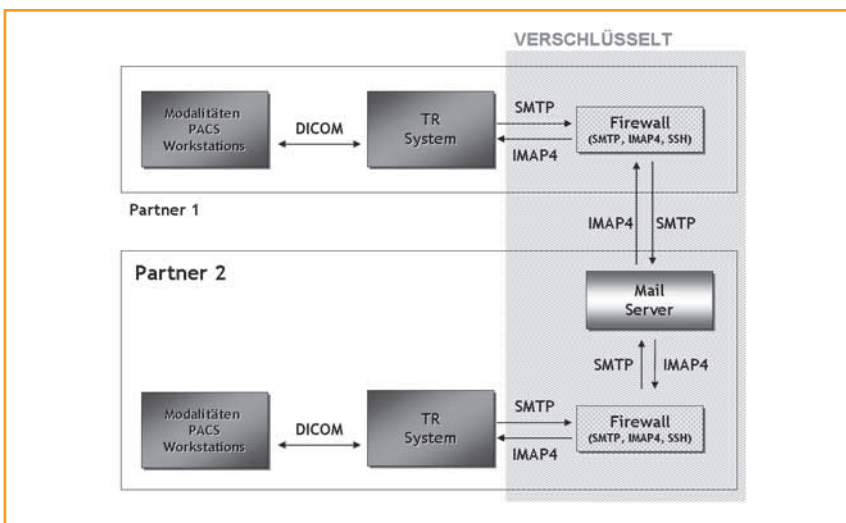 VERSCHLÜSSELT
Modalitäten
PACS
Workstations
DICOM
TR
System
SMTP
IMAP4
Firewall
(SMTP, IMAP4, SSH)
Partner 1
IMAP4
SMTP
Partner 2
Mail
Server
SMTP
IMAP4
Modalitäten
PACS
Workstations
DICOM
TR
System
SMTP
IMAP4
Firewall
(SMTP, IMAP4, SSH)